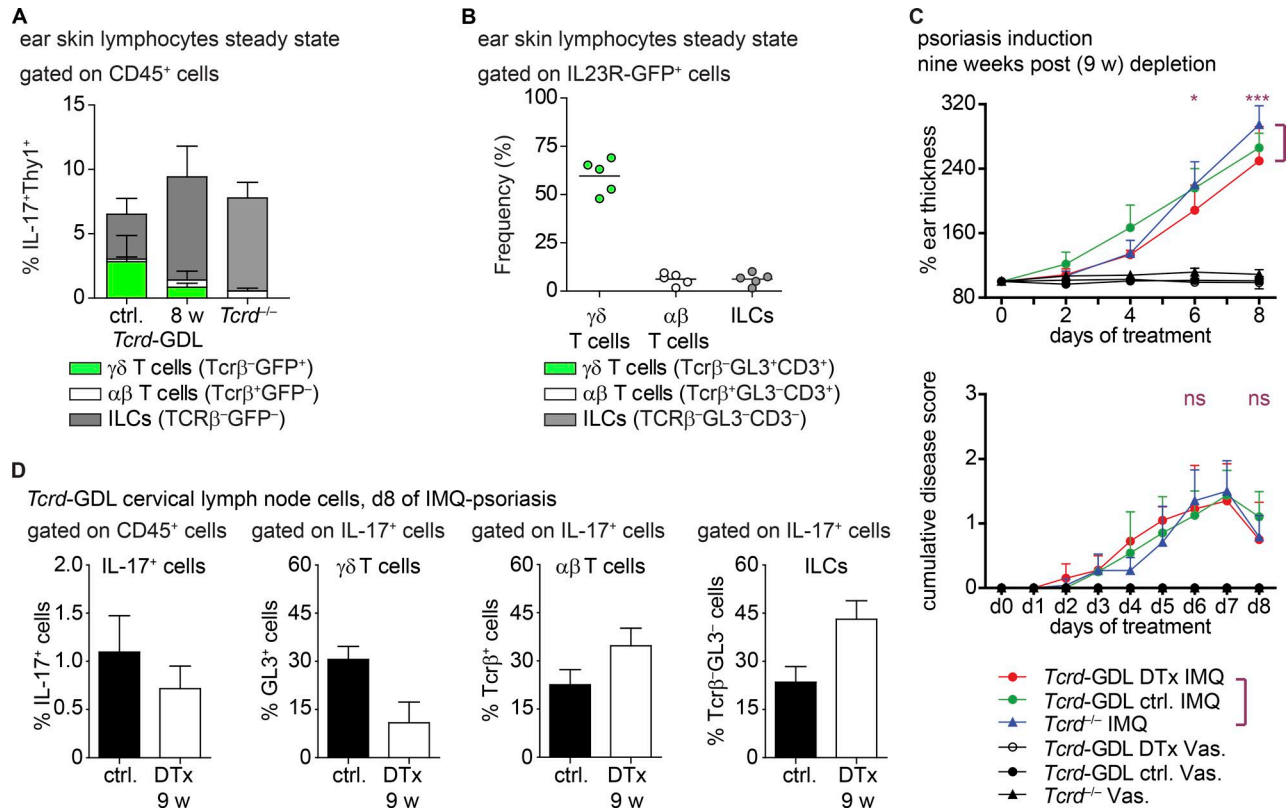 A
ear skin lymphocytes steady state
gated on CD45⁺ cells
% IL-17⁺Thy1⁺
15
10
5
0
ctrl. 8 w Tcrd⁻/⁻
Tcrd-GDL
γδ T cells (Tcrβ⁻GFP⁺)
αβ T cells (Tcrβ⁺GFP⁻)
ILCs (TCRβ⁻GFP⁻)
B
ear skin lymphocytes steady state
gated on IL23R-GFP⁺ cells
Frequency (%)
100
75
50
25
0
γδ αβ ILCs
T cells T cells
γδ T cells (Tcrβ⁻GL3⁺CD3⁺)
αβ T cells (Tcrβ⁺GL3⁻CD3⁺)
ILCs (TCRβ⁻GL3⁻CD3⁻)
C
psoriasis induction
nine weeks post (9 w) depletion
% ear thickness
320
240
160
80
* ***
0 2 4 6 8
days of treatment
cumulative disease score
3
2
1
0
ns ns
d0 d1 d2 d3 d4 d5 d6 d7 d8
days of treatment
Tcrd-GDL DTx IMQ
Tcrd-GDL ctrl. IMQ
Tcrd⁻/⁻ IMQ
Tcrd-GDL DTx Vas.
Tcrd-GDL ctrl. Vas.
Tcrd⁻/⁻ Vas.
D
Tcrd-GDL cervical lymph node cells, d8 of IMQ-psoriasis
gated on CD45⁺ cells
IL-17⁺ cells
% IL-17⁺ cells
2.0
1.5
1.0
0.5
0
ctrl. DTx
9 w
gated on IL-17⁺ cells
γδ T cells
% GL3⁺ cells
60
30
0
ctrl. DTx
9 w
gated on IL-17⁺ cells
αβ T cells
% Tcrβ⁺ cells
60
30
0
ctrl. DTx
9 w
gated on IL-17⁺ cells
ILCs
% Tcrβ⁻GL3⁻ cells
60
30
0
ctrl. DTx
9 w